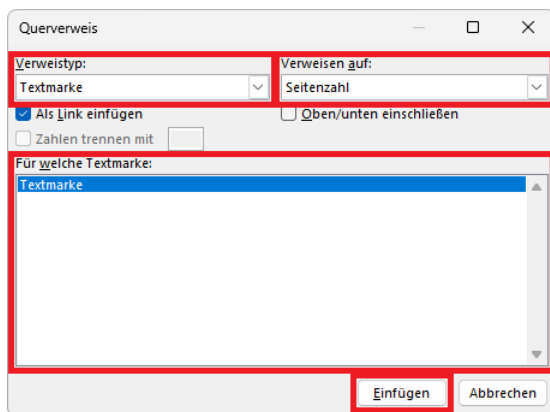 Querverweis
Verweistyp: Verweisen auf:
Textmarke Seitenzahl
Als Link einfügen Oben/unten einschließen
Zahlen trennen mit
Für welche Textmarke:
Textmarke
Einfügen Abbrechen